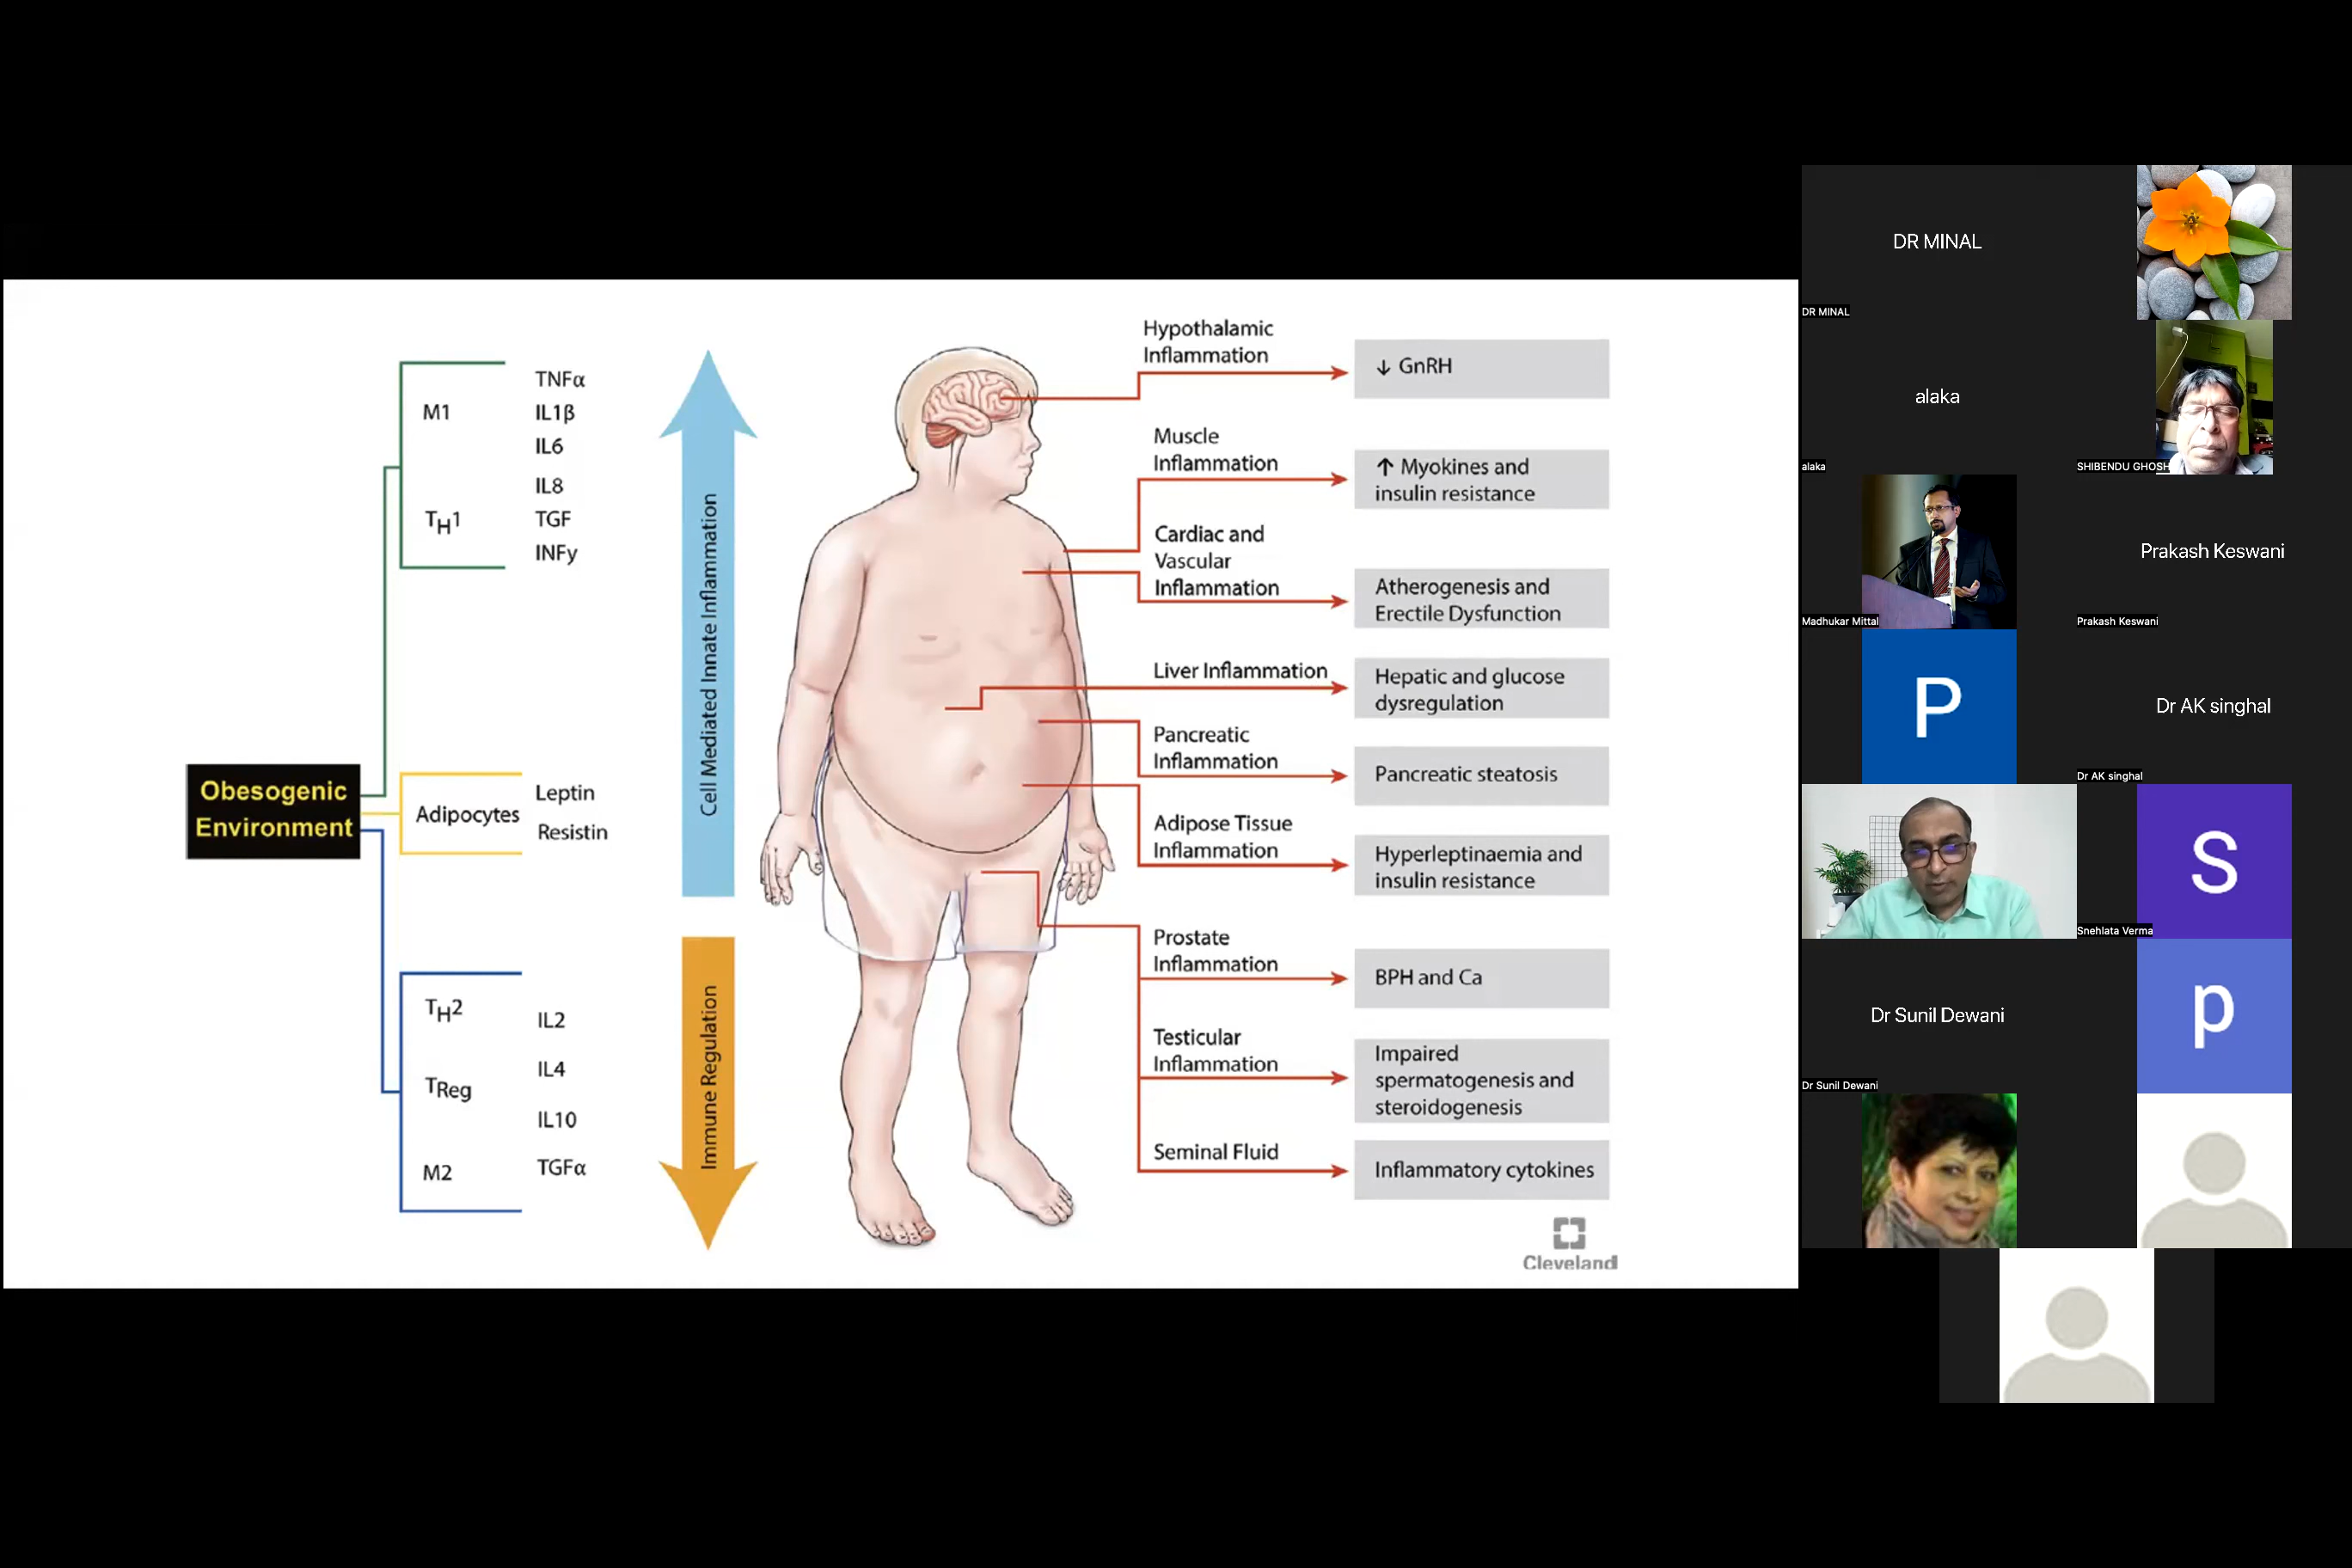 Obesogenic
Environment
M1
TNFα
IL1β
IL6
TH1
IL8
TGF
INFγ
Adipocytes
Leptin
Resistin
TH2
TReg
M2
IL2
IL4
IL10
TGFα
Cell Mediated Innate Inflammation
Immune Regulation
Hypothalamic
Inflammation
↓ GnRH
Muscle
Inflammation
↑ Myokines and
insulin resistance
Cardiac and
Vascular
Inflammation
Atherogenesis and
Erectile Dysfunction
Liver Inflammation
Hepatic and glucose
dysregulation
Pancreatic
Inflammation
Pancreatic steatosis
Adipose Tissue
Inflammation
Hyperleptinaemia and
insulin resistance
Prostate
Inflammation
BPH and Ca
Testicular
Inflammation
Impaired
spermatogenesis and
steroidogenesis
Seminal Fluid
Inflammatory cytokines
Cleveland
DR MINAL
DR MINAL
alaka
alaka
SHIBENDU GHOSH
Madhukar Mittal
Prakash Keswani
Prakash Keswani
P
Dr AK singhal
Dr AK singhal
S
Snehlata Verma
Dr Sunil Dewani
Dr Sunil Dewani
p